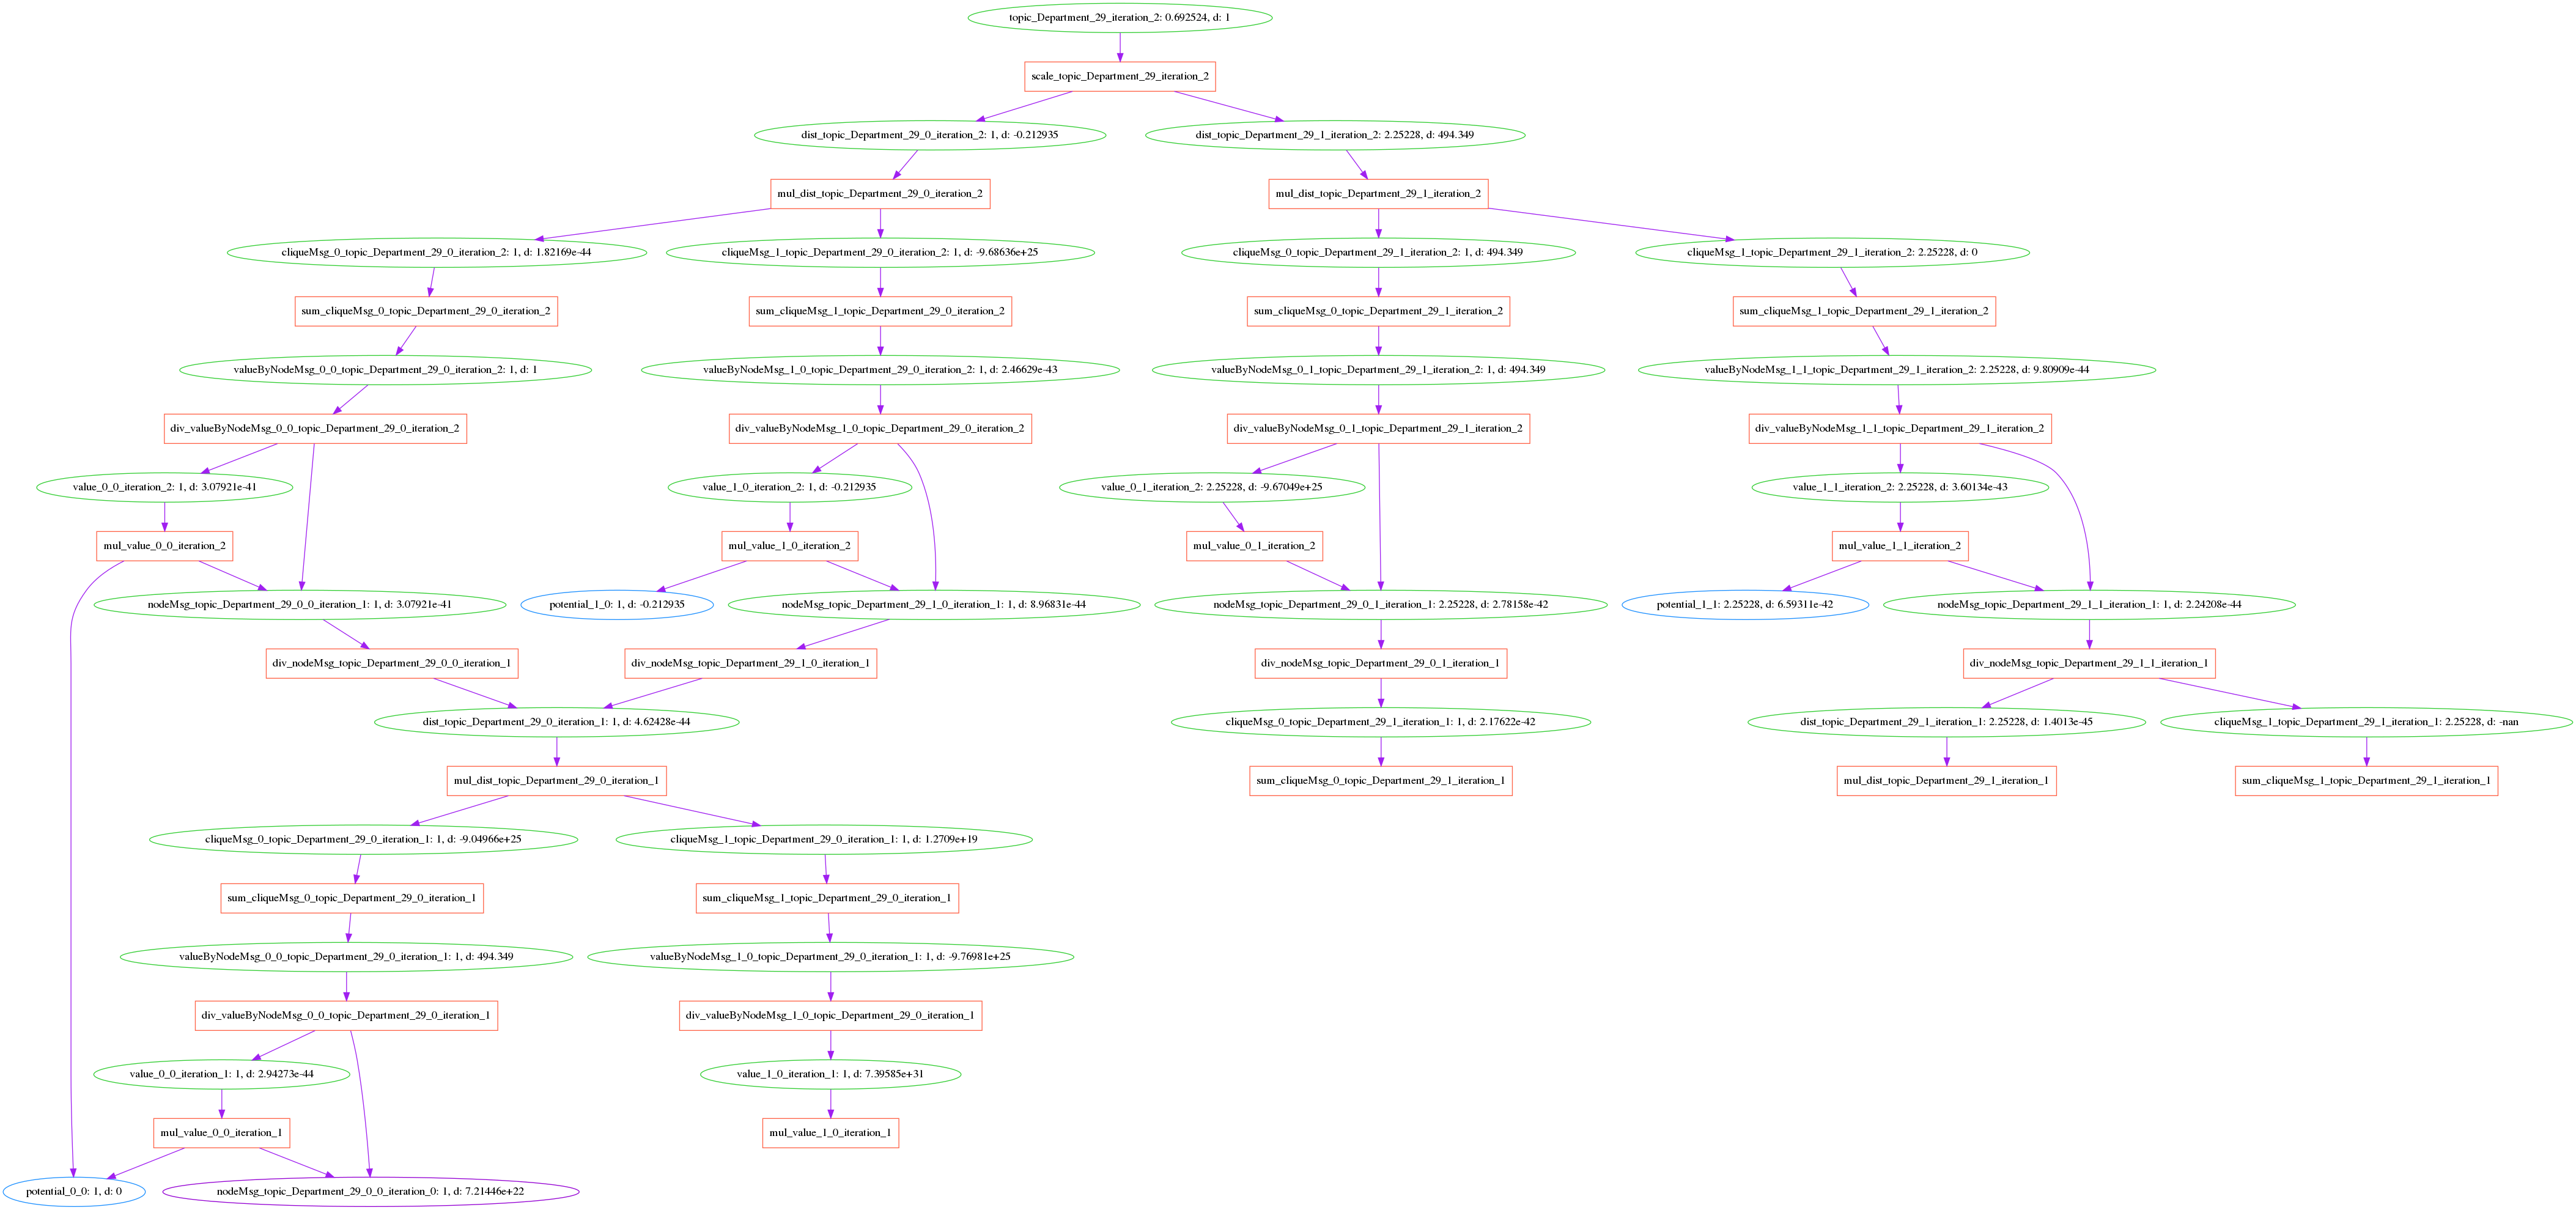 topic_Department_29_iteration_2: 0.692524, d: 1
scale_topic_Department_29_iteration_2
dist_topic_Department_29_0_iteration_2: 1, d: -0.212935
dist_topic_Department_29_1_iteration_2: 2.25228, d: 494.349
mul_dist_topic_Department_29_0_iteration_2
mul_dist_topic_Department_29_1_iteration_2
cliqueMsg_0_topic_Department_29_0_iteration_2: 1, d: 1.82169e-44
cliqueMsg_1_topic_Department_29_0_iteration_2: 1, d: -9.68636e+25
cliqueMsg_0_topic_Department_29_1_iteration_2: 1, d: 494.349
cliqueMsg_1_topic_Department_29_1_iteration_2: 2.25228, d: 0
sum_cliqueMsg_0_topic_Department_29_0_iteration_2
sum_cliqueMsg_1_topic_Department_29_0_iteration_2
sum_cliqueMsg_0_topic_Department_29_1_iteration_2
sum_cliqueMsg_1_topic_Department_29_1_iteration_2
valueByNodeMsg_0_0_topic_Department_29_0_iteration_2: 1, d: 1
valueByNodeMsg_1_0_topic_Department_29_0_iteration_2: 1, d: 2.46629e-43
valueByNodeMsg_0_1_topic_Department_29_1_iteration_2: 1, d: 494.349
valueByNodeMsg_1_1_topic_Department_29_1_iteration_2: 2.25228, d: 9.80909e-44
div_valueByNodeMsg_0_0_topic_Department_29_0_iteration_2
div_valueByNodeMsg_1_0_topic_Department_29_0_iteration_2
div_valueByNodeMsg_0_1_topic_Department_29_1_iteration_2
div_valueByNodeMsg_1_1_topic_Department_29_1_iteration_2
value_0_0_iteration_2: 1, d: 3.07921e-41
value_1_0_iteration_2: 1, d: -0.212935
value_0_1_iteration_2: 2.25228, d: -9.67049e+25
value_1_1_iteration_2: 2.25228, d: 3.60134e-43
mul_value_0_0_iteration_2
mul_value_1_0_iteration_2
mul_value_0_1_iteration_2
mul_value_1_1_iteration_2
nodeMsg_topic_Department_29_0_0_iteration_1: 1, d: 3.07921e-41
potential_1_0: 1, d: -0.212935
nodeMsg_topic_Department_29_1_0_iteration_1: 1, d: 8.96831e-44
nodeMsg_topic_Department_29_0_1_iteration_1: 2.25228, d: 2.78158e-42
potential_1_1: 2.25228, d: 6.59311e-42
nodeMsg_topic_Department_29_1_1_iteration_1: 1, d: 2.24208e-44
div_nodeMsg_topic_Department_29_0_0_iteration_1
div_nodeMsg_topic_Department_29_1_0_iteration_1
div_nodeMsg_topic_Department_29_0_1_iteration_1
div_nodeMsg_topic_Department_29_1_1_iteration_1
dist_topic_Department_29_0_iteration_1: 1, d: 4.62428e-44
cliqueMsg_0_topic_Department_29_1_iteration_1: 1, d: 2.17622e-42
dist_topic_Department_29_1_iteration_1: 2.25228, d: 1.4013e-45
cliqueMsg_1_topic_Department_29_1_iteration_1: 2.25228, d: -nan
mul_dist_topic_Department_29_0_iteration_1
sum_cliqueMsg_0_topic_Department_29_1_iteration_1
mul_dist_topic_Department_29_1_iteration_1
sum_cliqueMsg_1_topic_Department_29_1_iteration_1
cliqueMsg_0_topic_Department_29_0_iteration_1: 1, d: -9.04966e+25
cliqueMsg_1_topic_Department_29_0_iteration_1: 1, d: 1.2709e+19
sum_cliqueMsg_0_topic_Department_29_0_iteration_1
sum_cliqueMsg_1_topic_Department_29_0_iteration_1
valueByNodeMsg_0_0_topic_Department_29_0_iteration_1: 1, d: 494.349
valueByNodeMsg_1_0_topic_Department_29_0_iteration_1: 1, d: -9.76981e+25
div_valueByNodeMsg_0_0_topic_Department_29_0_iteration_1
div_valueByNodeMsg_1_0_topic_Department_29_0_iteration_1
value_0_0_iteration_1: 1, d: 2.94273e-44
value_1_0_iteration_1: 1, d: 7.39585e+31
mul_value_0_0_iteration_1
mul_value_1_0_iteration_1
potential_0_0: 1, d: 0
nodeMsg_topic_Department_29_0_0_iteration_0: 1, d: 7.21446e+22